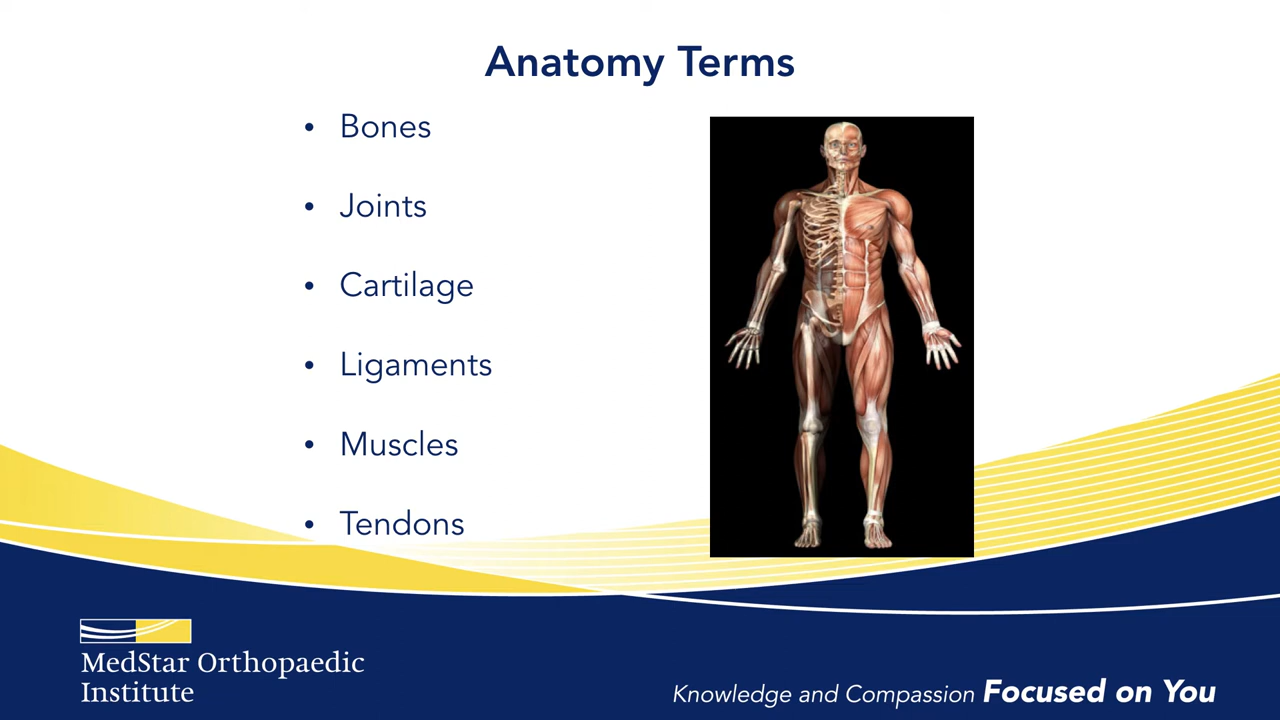 Anatomy Terms
• Bones
• Joints
• Cartilage
• Ligaments
• Muscles
• Tendons
MedStar Orthopaedic
Institute
Knowledge and Compassion Focused on You